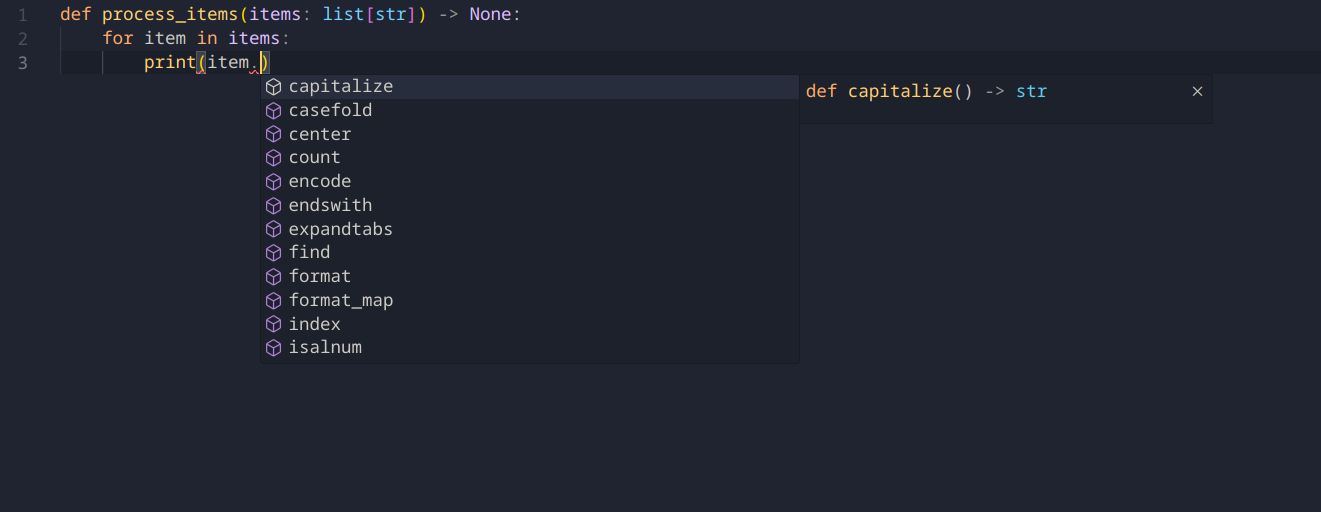 1 def process_items(items: list[str]) -> None:
2 for item in items:
3 print(item.)
capitalize
def capitalize() -> str ×
casefold
center
count
encode
endswith
expandtabs
find
format
format_map
index
isalnum